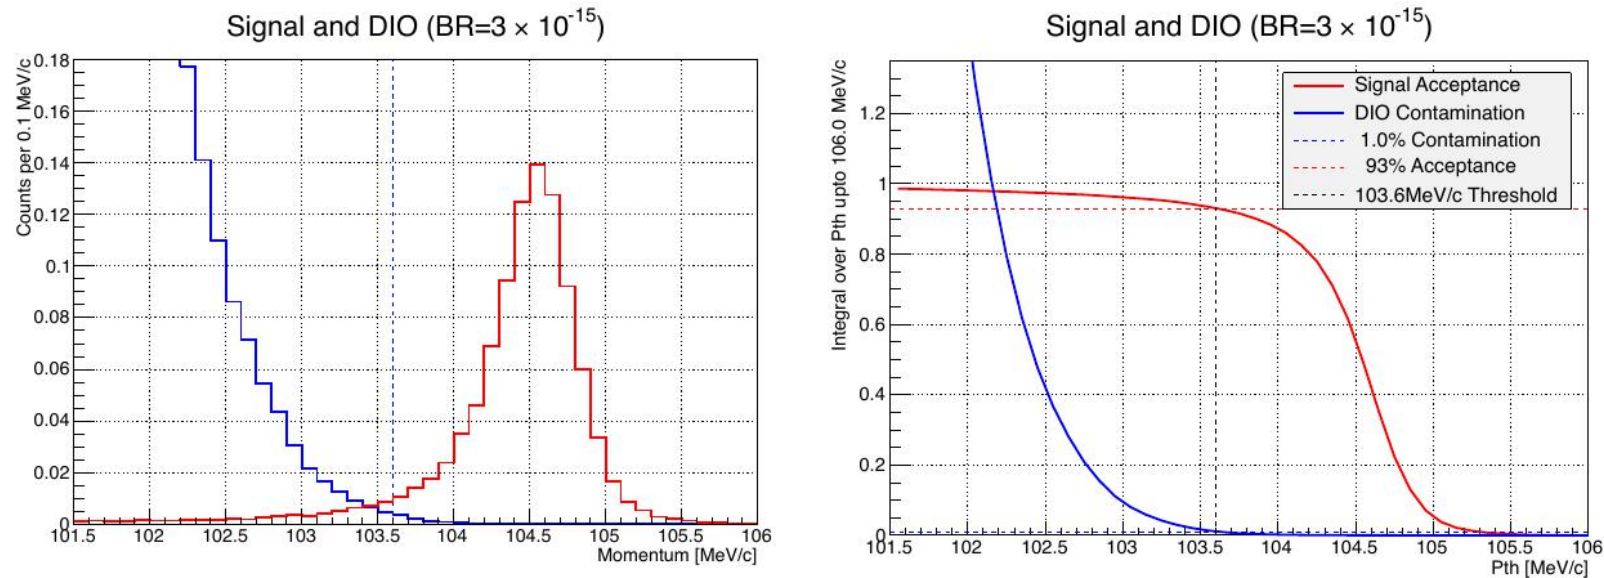 Signal and DIO (BR=3 × 10⁻¹⁵)
Counts per 0.1 MeV/c
0.18
0.16
0.14
0.12
0.1
0.08
0.06
0.04
0.02
0
101.5 102 102.5 103 103.5 104 104.5 105 105.5 106
Momentum [MeV/c]
Signal and DIO (BR=3 × 10⁻¹⁵)
Integral over Pth upto 106.0 MeV/c
Signal Acceptance
DIO Contamination
1.0% Contamination
93% Acceptance
103.6MeV/c Threshold
1.2
1
0.8
0.6
0.4
0.2
0
101.5 102 102.5 103 103.5 104 104.5 105 105.5 106
Pth [MeV/c]